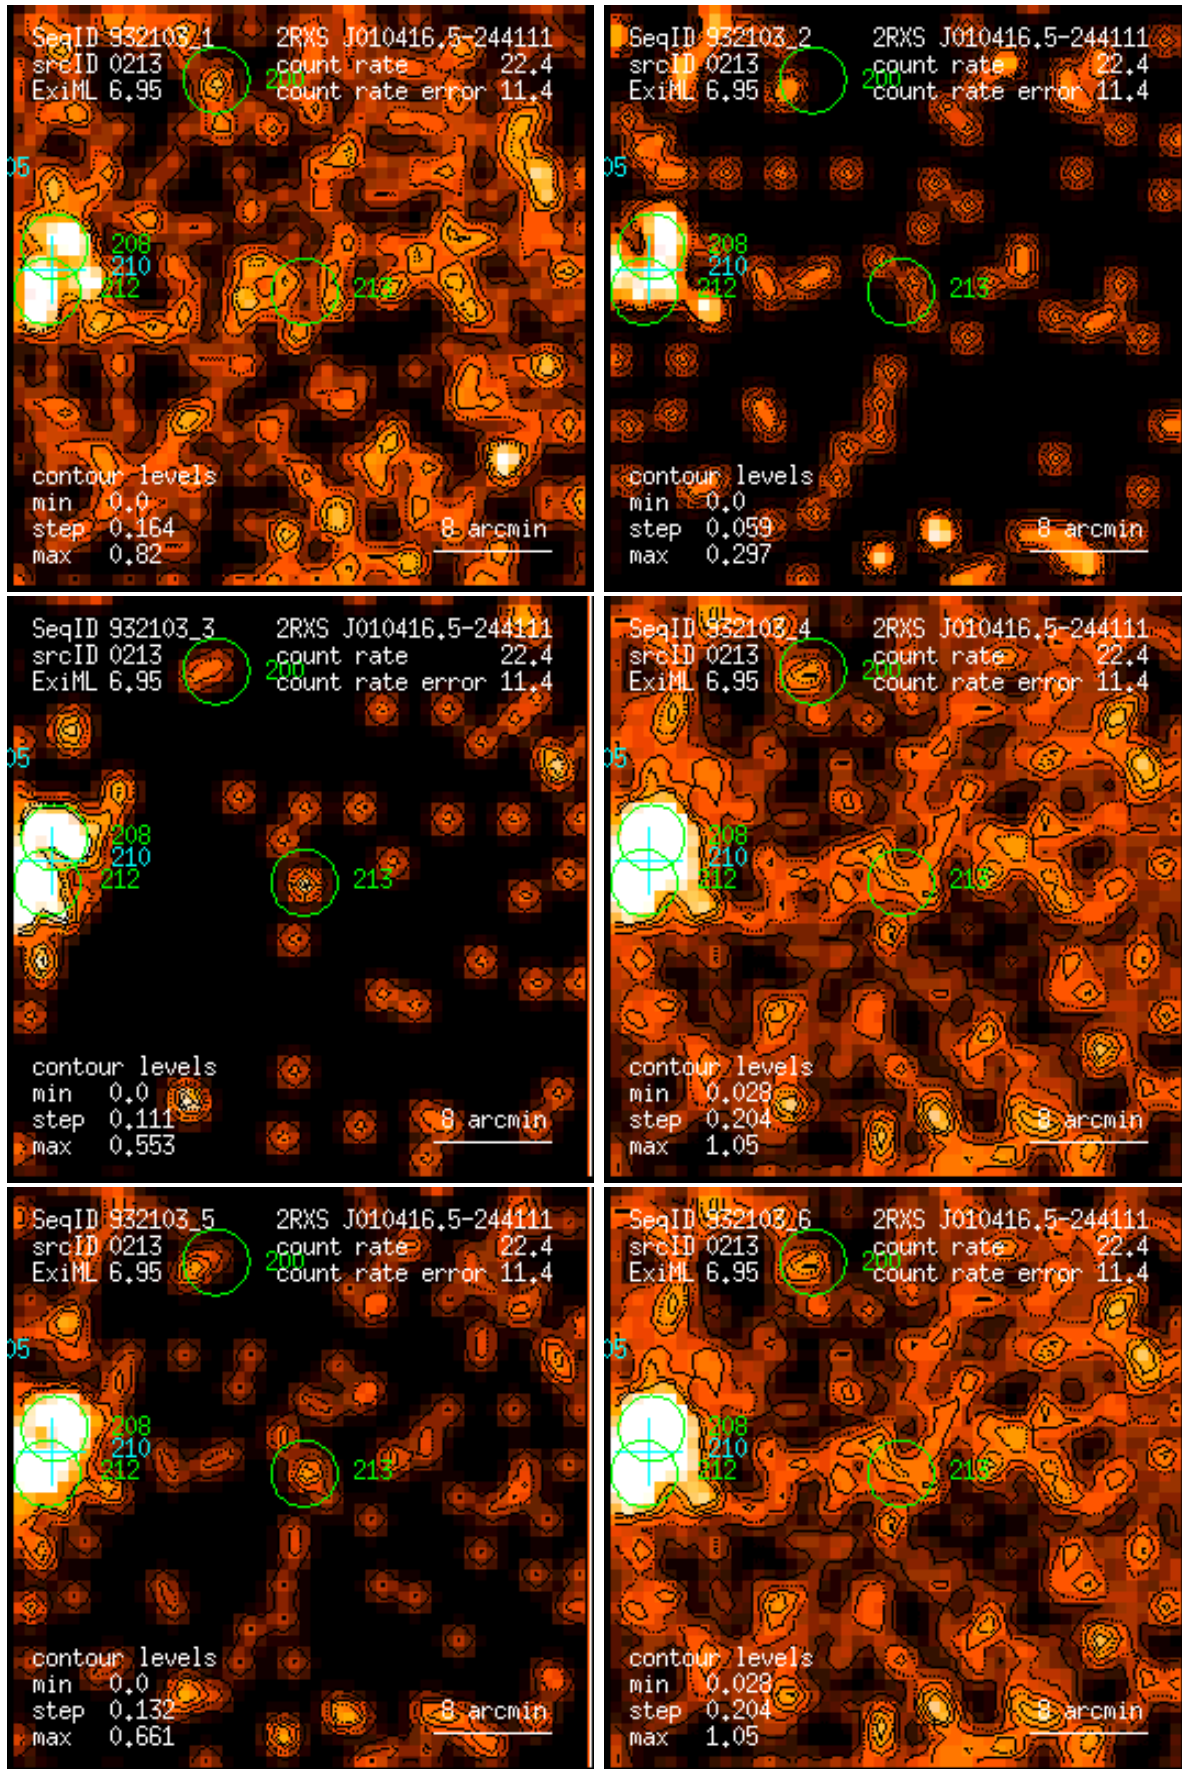 SeqID 932103_1 2RXS J010416.5-244111
srcID 0213 count rate 22.4
ExiML 6.95 200 count rate error 11.4
05
208
210
212 213
contour levels
min 0.0
step 0.164 8 arcmin
max 0.82
SeqID 932103_2 2RXS J010416.5-244111
srcID 0213 count rate 22.4
ExiML 6.95 200 count rate error 11.4
05
208
210
212 213
contour levels
min 0.0
step 0.059 8 arcmin
max 0.297
SeqID 932103_3 2RXS J010416.5-244111
srcID 0213 count rate 22.4
ExiML 6.95 200 count rate error 11.4
05
208
210
212 213
contour levels
min 0.0
step 0.111 8 arcmin
max 0.553
SeqID 932103_4 2RXS J010416.5-244111
srcID 0213 count rate 22.4
ExiML 6.95 200 count rate error 11.4
05
208
210
212 213
contour levels
min 0.028
step 0.204 8 arcmin
max 1.05
SeqID 932103_5 2RXS J010416.5-244111
srcID 0213 count rate 22.4
ExiML 6.95 200 count rate error 11.4
05
208
210
212 213
contour levels
min 0.0
step 0.132 8 arcmin
max 0.661
SeqID 932103_6 2RXS J010416.5-244111
srcID 0213 count rate 22.4
ExiML 6.95 200 count rate error 11.4
05
208
210
212 213
contour levels
min 0.028
step 0.204 8 arcmin
max 1.05